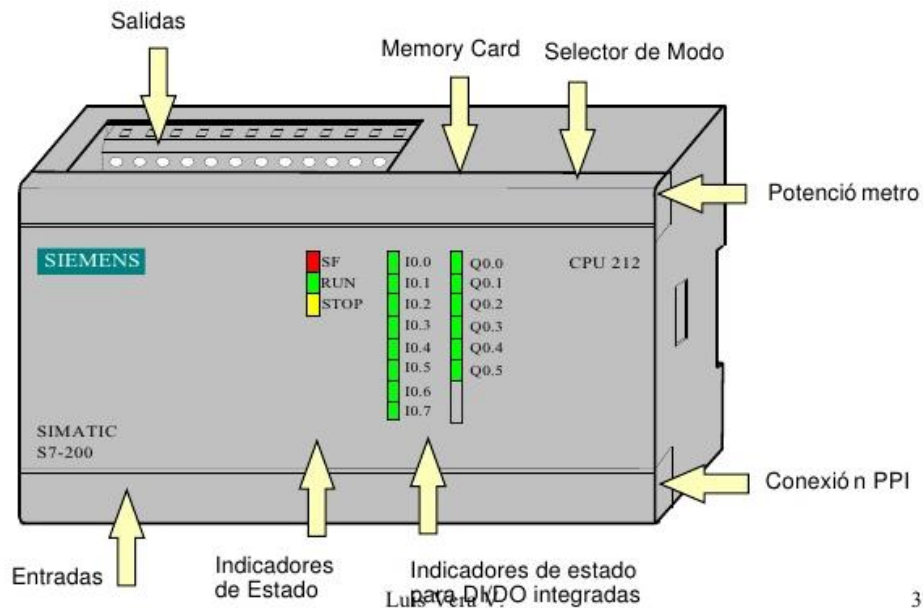 Salidas
Memory Card
Selector de Modo
Potenció metro
SIEMENS
SF
RUN
STOP
I0.0
I0.1
I0.2
I0.3
I0.4
I0.5
I0.6
I0.7
Q0.0
Q0.1
Q0.2
Q0.3
Q0.4
Q0.5
CPU 212
SIMATIC
S7-200
Conexió n PPI
Entradas
Indicadores
de Estado
Indicadores de estado
para DI/DO integradas
Luis Vera V.
3